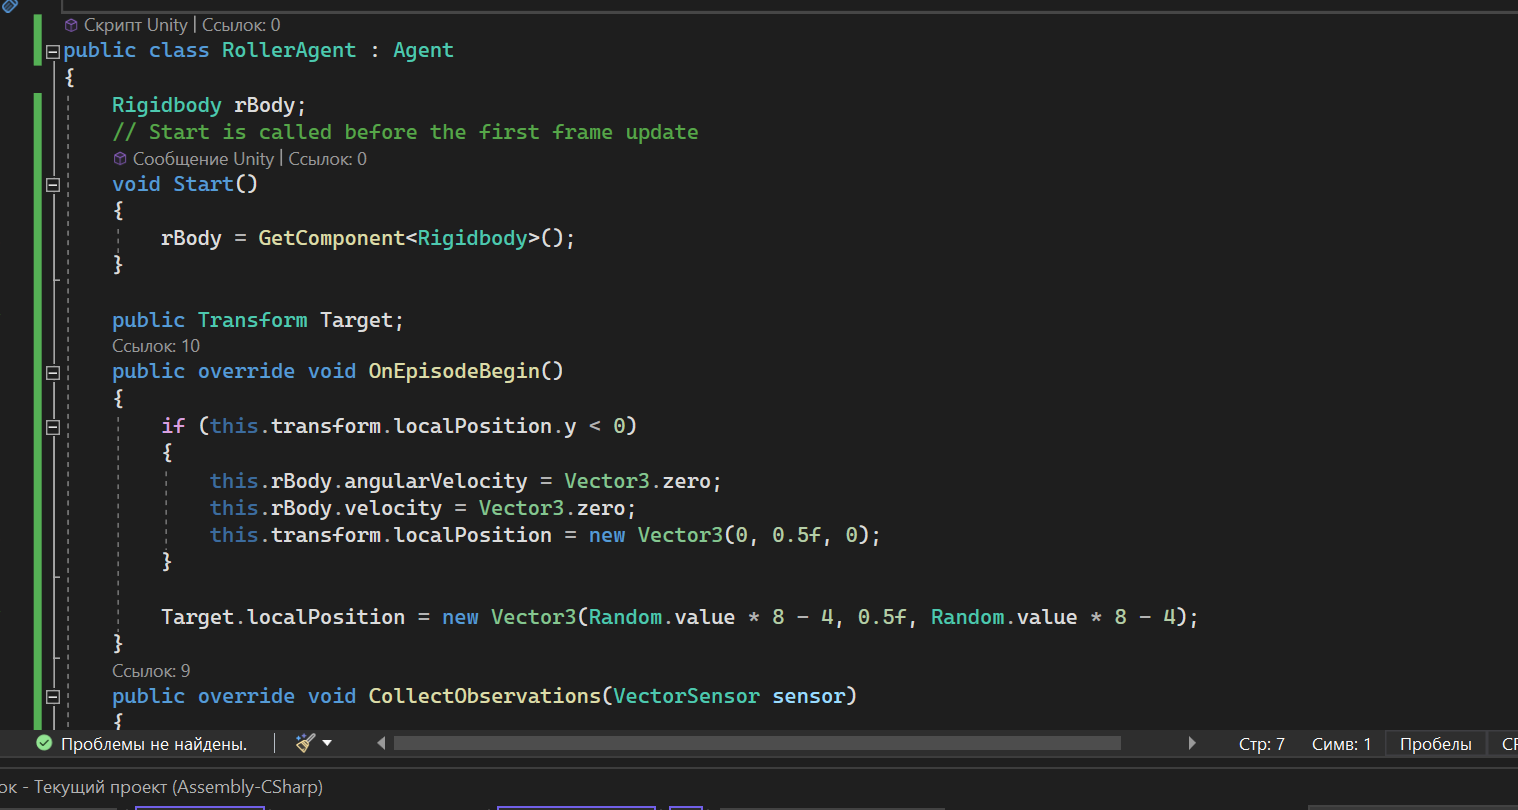 Скрипт Unity | Ссылок: 0
public class RollerAgent : Agent
{
Rigidbody rBody;
// Start is called before the first frame update
Сообщение Unity | Ссылок: 0
void Start()
{
rBody = GetComponent<Rigidbody>();
}
public Transform Target;
Ссылок: 10
public override void OnEpisodeBegin()
{
if (this.transform.localPosition.y < 0)
{
this.rBody.angularVelocity = Vector3.zero;
this.rBody.velocity = Vector3.zero;
this.transform.localPosition = new Vector3(0, 0.5f, 0);
}
Target.localPosition = new Vector3(Random.value * 8 - 4, 0.5f, Random.value * 8 - 4);
}
Ссылок: 9
public override void CollectObservations(VectorSensor sensor)
{
Проблемы не найдены. Стр: 7 Симв: 1 Пробелы
ок - Текущий проект (Assembly-CSharp)